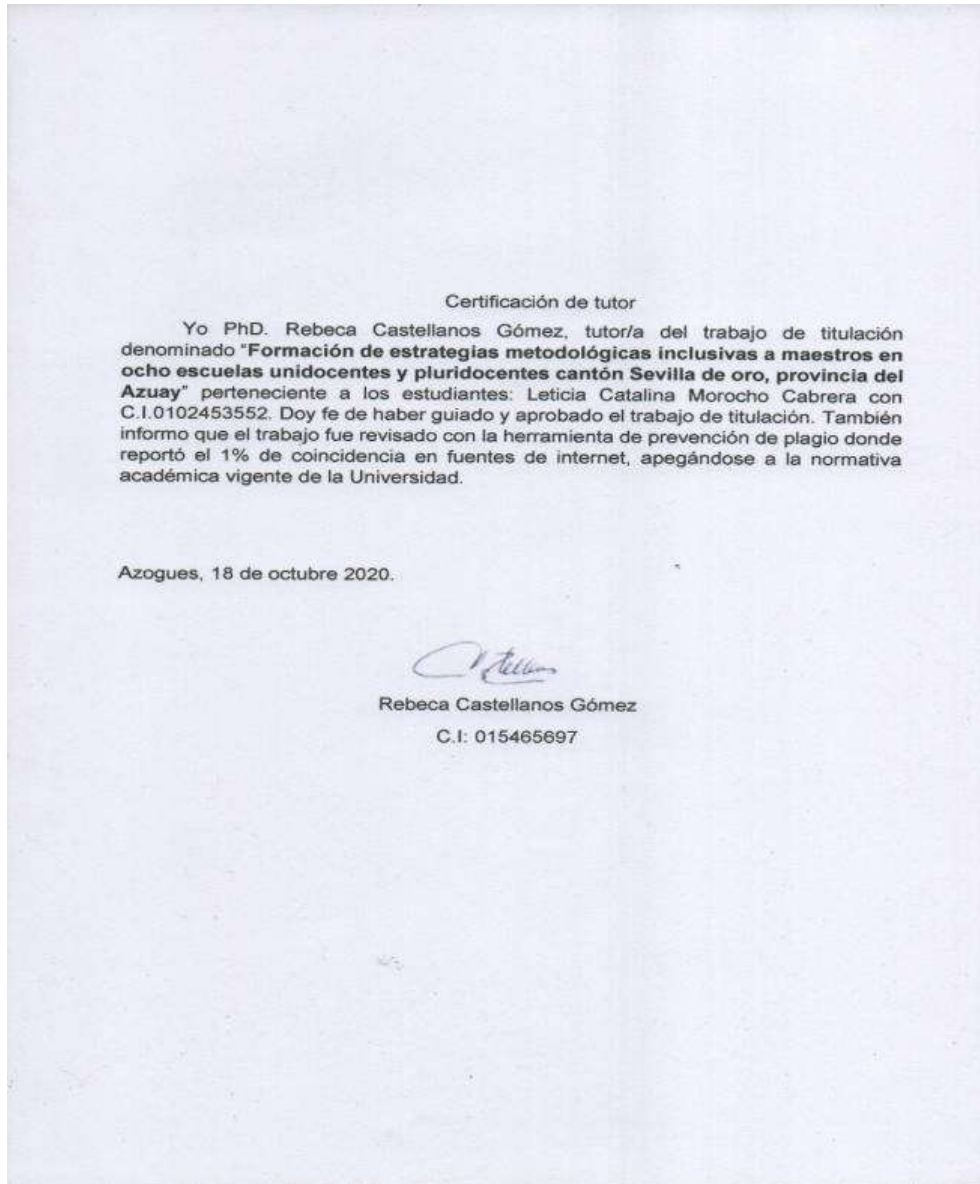 Certificación de tutor
Yo PhD. Rebeca Castellanos Gómez, tutor/a del trabajo de titulación
denominado "Formación de estrategias metodológicas inclusivas a maestros en
ocho escuelas unidocentes y pluridocentes cantón Sevilla de oro, provincia del
Azuay" perteneciente a los estudiantes: Leticia Catalina Morocho Cabrera con
C.I.0102453552. Doy fe de haber guiado y aprobado el trabajo de titulación. También
informo que el trabajo fue revisado con la herramienta de prevención de plagio donde
reportó el 1% de coincidencia en fuentes de internet, apegándose a la normativa
académica vigente de la Universidad.
Azogues, 18 de octubre 2020.
Rebeca Castellanos Gómez
C.I: 015465697